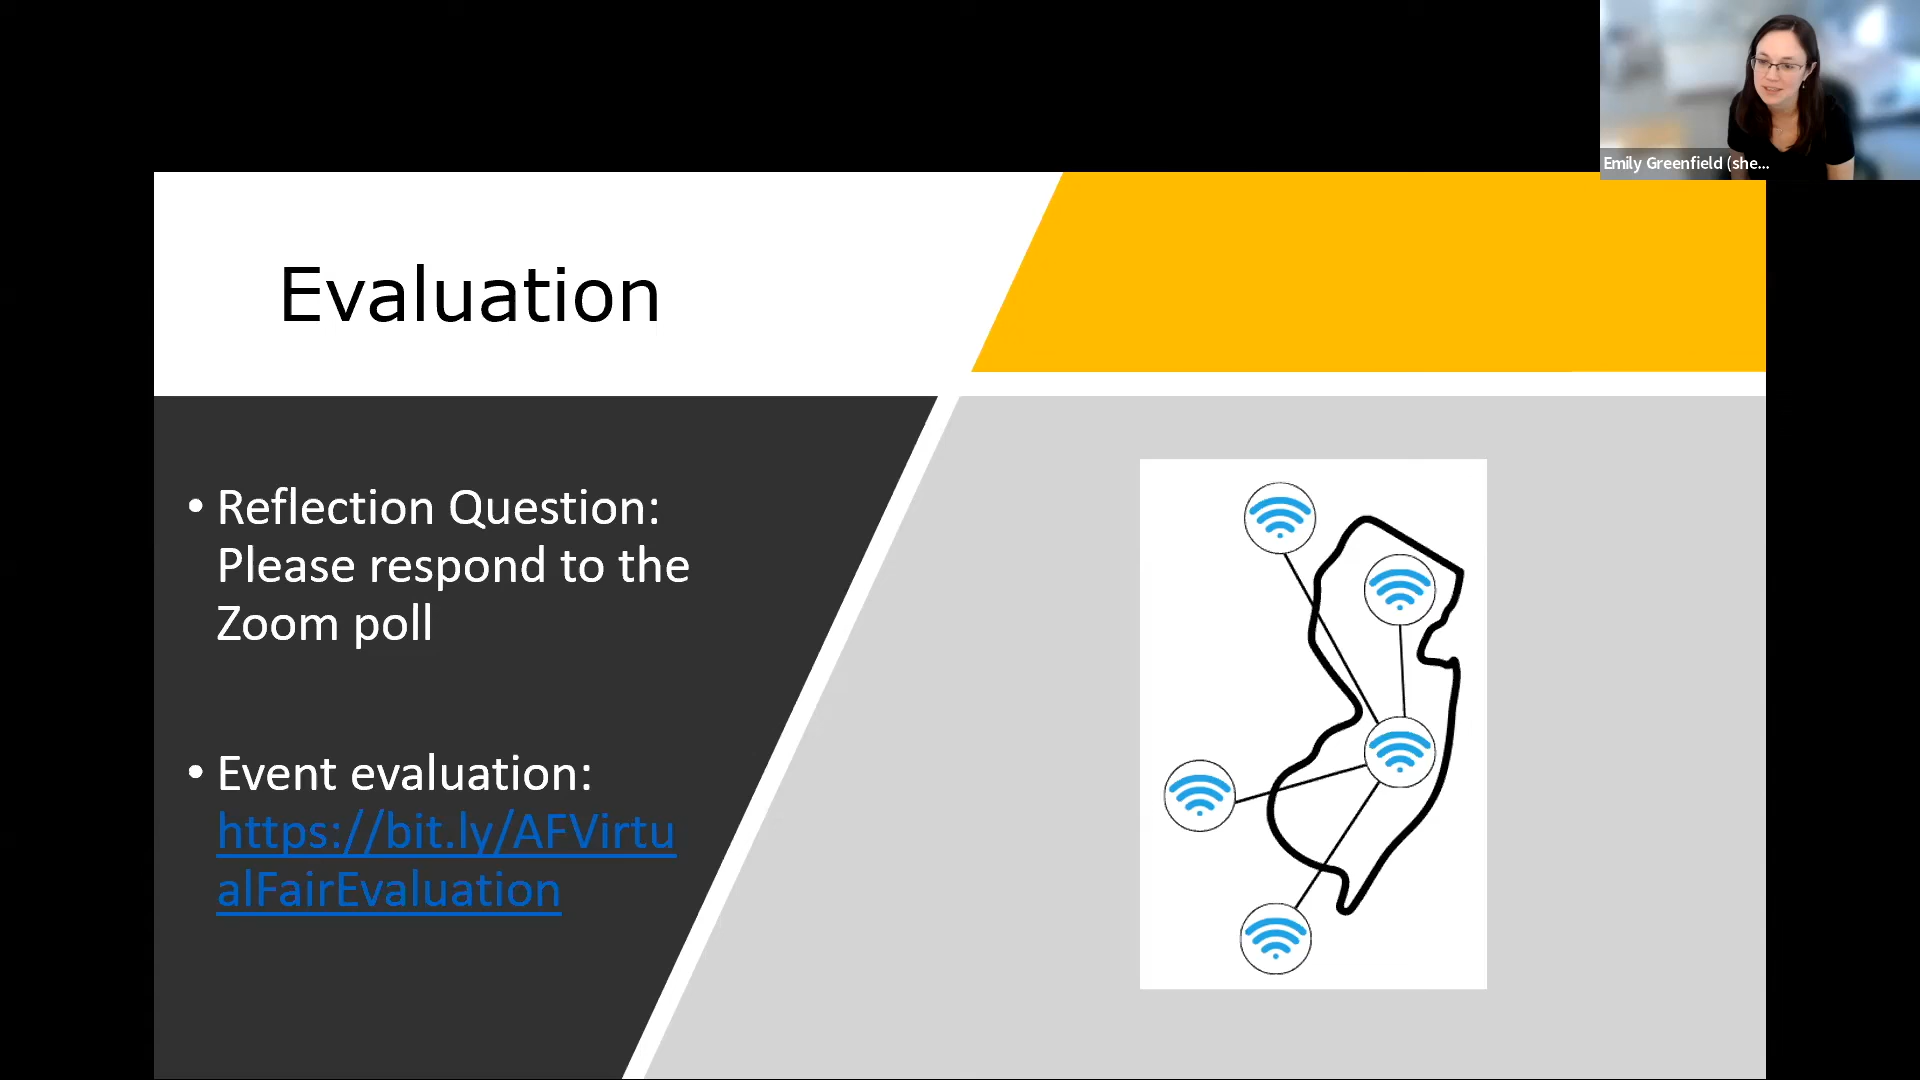 Emily Greenfield (she...
Evaluation
• Reflection Question:
Please respond to the
Zoom poll
• Event evaluation:
https://bit.ly/AFVirtu
alFairEvaluation